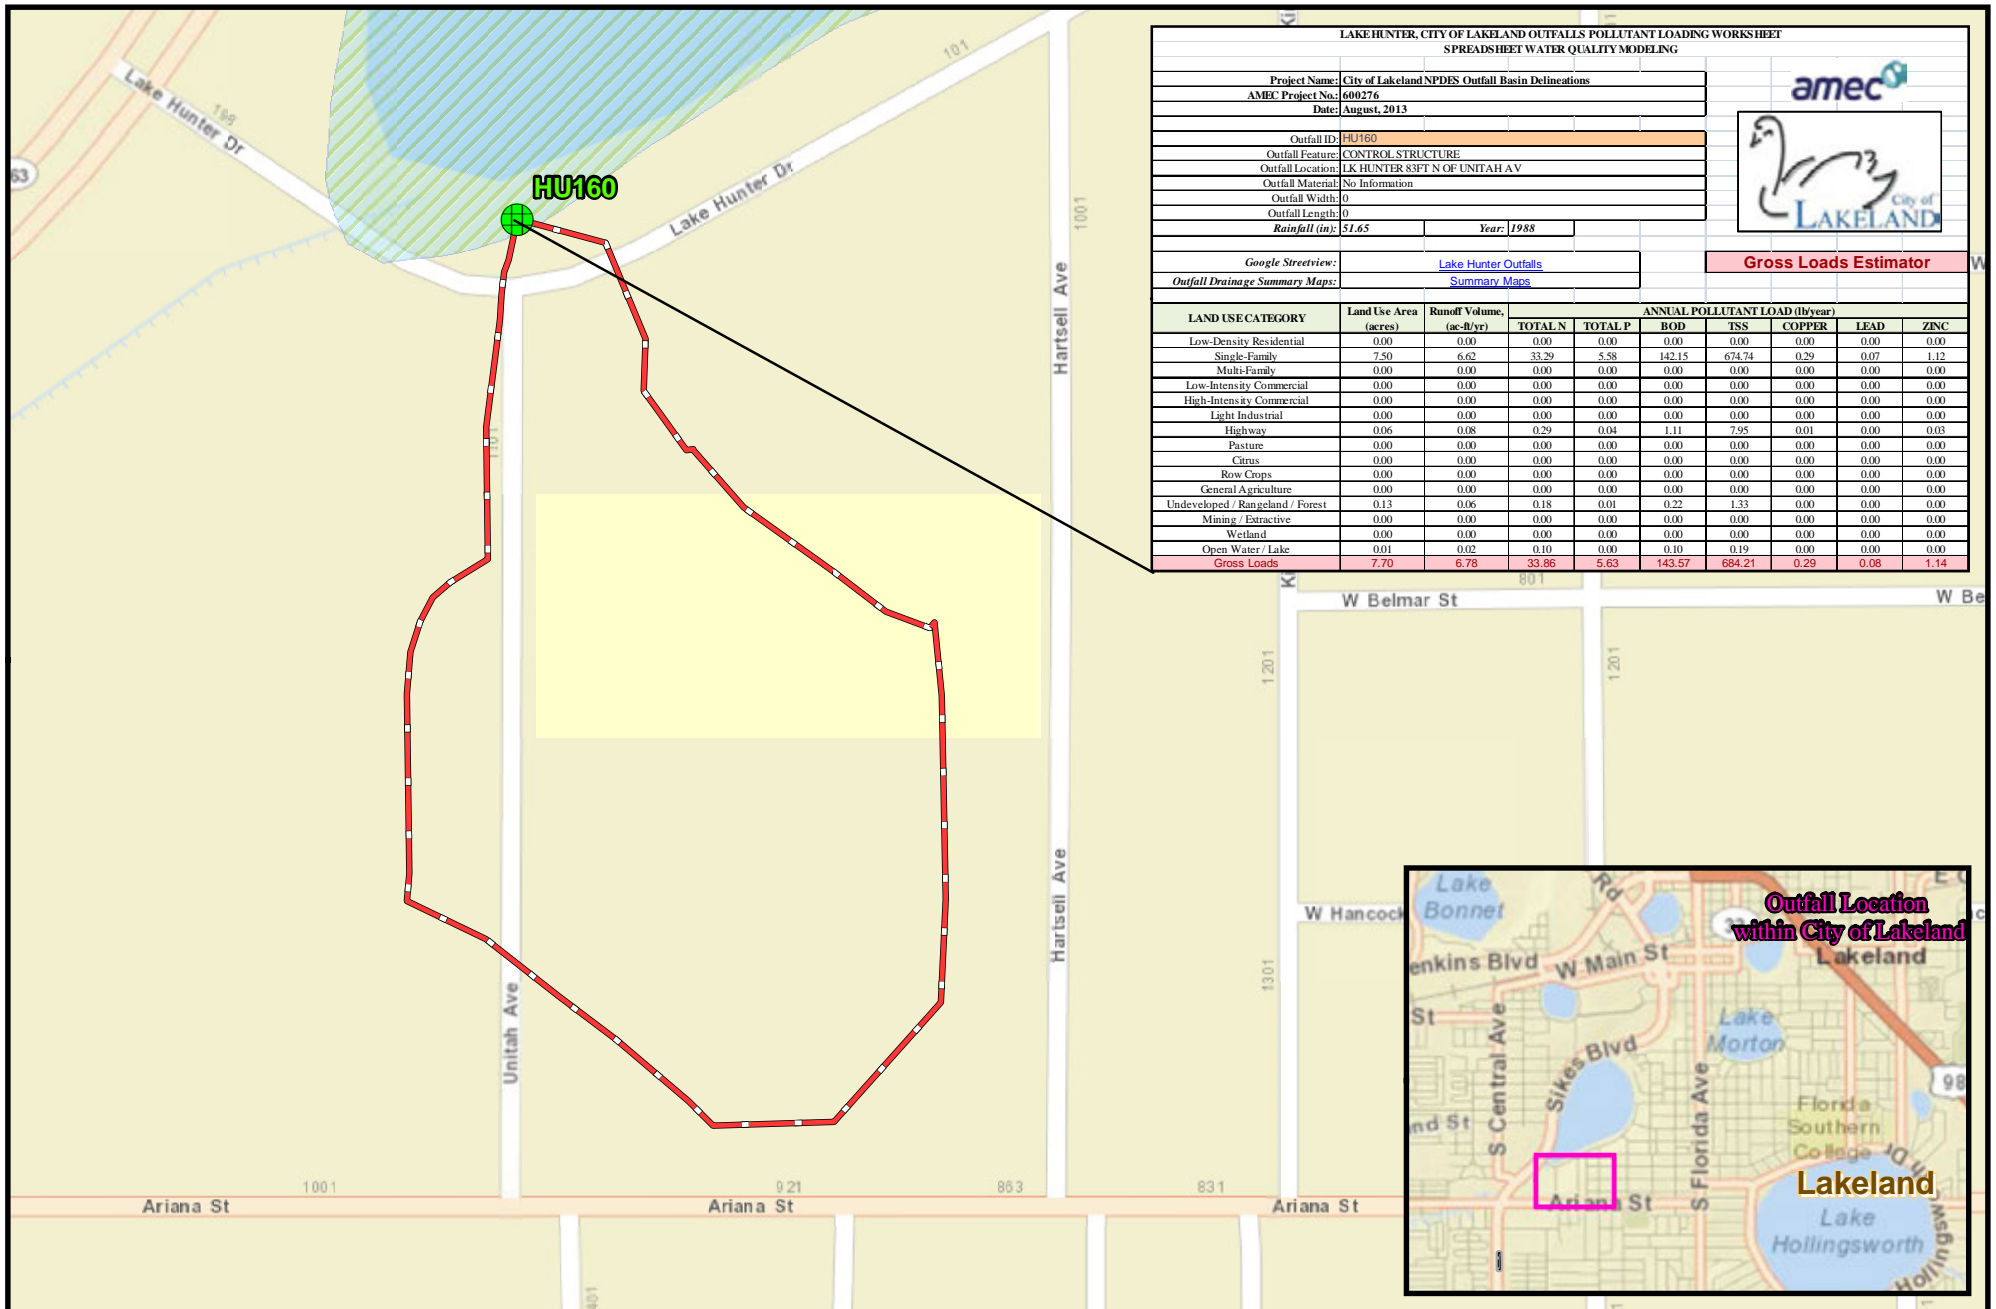 LAKE HUNTER, CITY OF LAKELAND OUTFALLS POLLUTANT LOADING WORKSHEET
SPREADSHEET WATER QUALITY MODELING
Project Name: City of Lakeland NPDES Outfall Basin Delineations
AMEC Project No.: 600276
Date: August, 2013
amec
Outfall ID: HU160
Outfall Feature: CONTROL STRUCTURE
Outfall Location: LK HUNTER 83FT N OF UNITAH AV
Outfall Material: No Information
Outfall Width: 0
Outfall Length: 0
Rainfall (in): 51.65 Year: 1988
City of
LAKELAND
Google Streetview: Lake Hunter Outfalls
Gross Loads Estimator
Outfall Drainage Summary Maps: Summary Maps
LAND USE CATEGORY Land Use Area (acres) Runoff Volume, (ac-ft/yr) ANNUAL POLLUTANT LOAD (lb/year)
TOTAL N TOTAL P BOD TSS COPPER LEAD ZINC
Low-Density Residential 0.00 0.00 0.00 0.00 0.00 0.00 0.00 0.00 0.00
Single-Family 7.50 6.62 33.29 5.58 142.15 674.74 0.29 0.07 1.12
Multi-Family 0.00 0.00 0.00 0.00 0.00 0.00 0.00 0.00 0.00
Low-Intensity Commercial 0.00 0.00 0.00 0.00 0.00 0.00 0.00 0.00 0.00
High-Intensity Commercial 0.00 0.00 0.00 0.00 0.00 0.00 0.00 0.00 0.00
Light Industrial 0.00 0.00 0.00 0.00 0.00 0.00 0.00 0.00 0.00
Highway 0.06 0.08 0.29 0.04 1.11 7.95 0.01 0.00 0.03
Pasture 0.00 0.00 0.00 0.00 0.00 0.00 0.00 0.00 0.00
Citrus 0.00 0.00 0.00 0.00 0.00 0.00 0.00 0.00 0.00
Row Crops 0.00 0.00 0.00 0.00 0.00 0.00 0.00 0.00 0.00
General Agriculture 0.00 0.00 0.00 0.00 0.00 0.00 0.00 0.00 0.00
Undeveloped / Rangeland / Forest 0.13 0.06 0.18 0.01 0.22 1.33 0.00 0.00 0.00
Mining / Extractive 0.00 0.00 0.00 0.00 0.00 0.00 0.00 0.00 0.00
Wetland 0.00 0.00 0.00 0.00 0.00 0.00 0.00 0.00 0.00
Open Water / Lake 0.01 0.02 0.10 0.00 0.10 0.19 0.00 0.00 0.00
Gross Loads 7.70 6.78 33.86 5.63 143.57 684.21 0.29 0.08 1.14
HU160
Lake Hunter Dr
198
63
101
Lake Hunter Dr
1001
Hartsell Ave
1101
Ki
Ki
W
801
W Belmar St
W Be
1201
1201
Hartsell Ave
W Hancock
1301
Unitah Ave
1001
921
863
831
Ariana St
Ariana St
Ariana St
Outfall Location
within City of Lakeland
Lake
Bonnet
Rd
33
Lakeland
enkins Blvd
W Main St
St
S Central Ave
Sikes Blvd
Lake
Morton
98
nd St
S Florida Ave
Florida
Southern
College
Lakeland
Ariana St
Lake
Hollingsworth